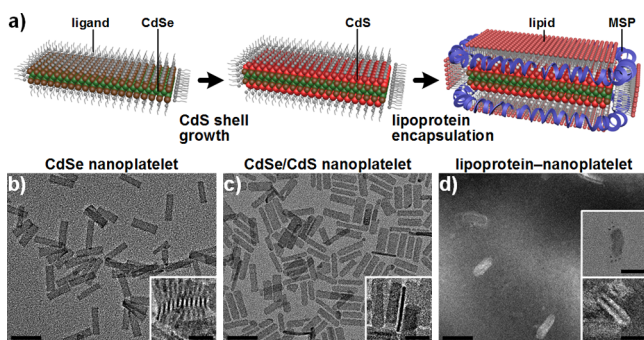 a)
ligand
CdSe
CdS
lipid
MSP
CdS shell
growth
lipoprotein
encapsulation
CdSe nanoplatelet
CdSe/CdS nanoplatelet
lipoprotein–nanoplatelet
b)
c)
d)